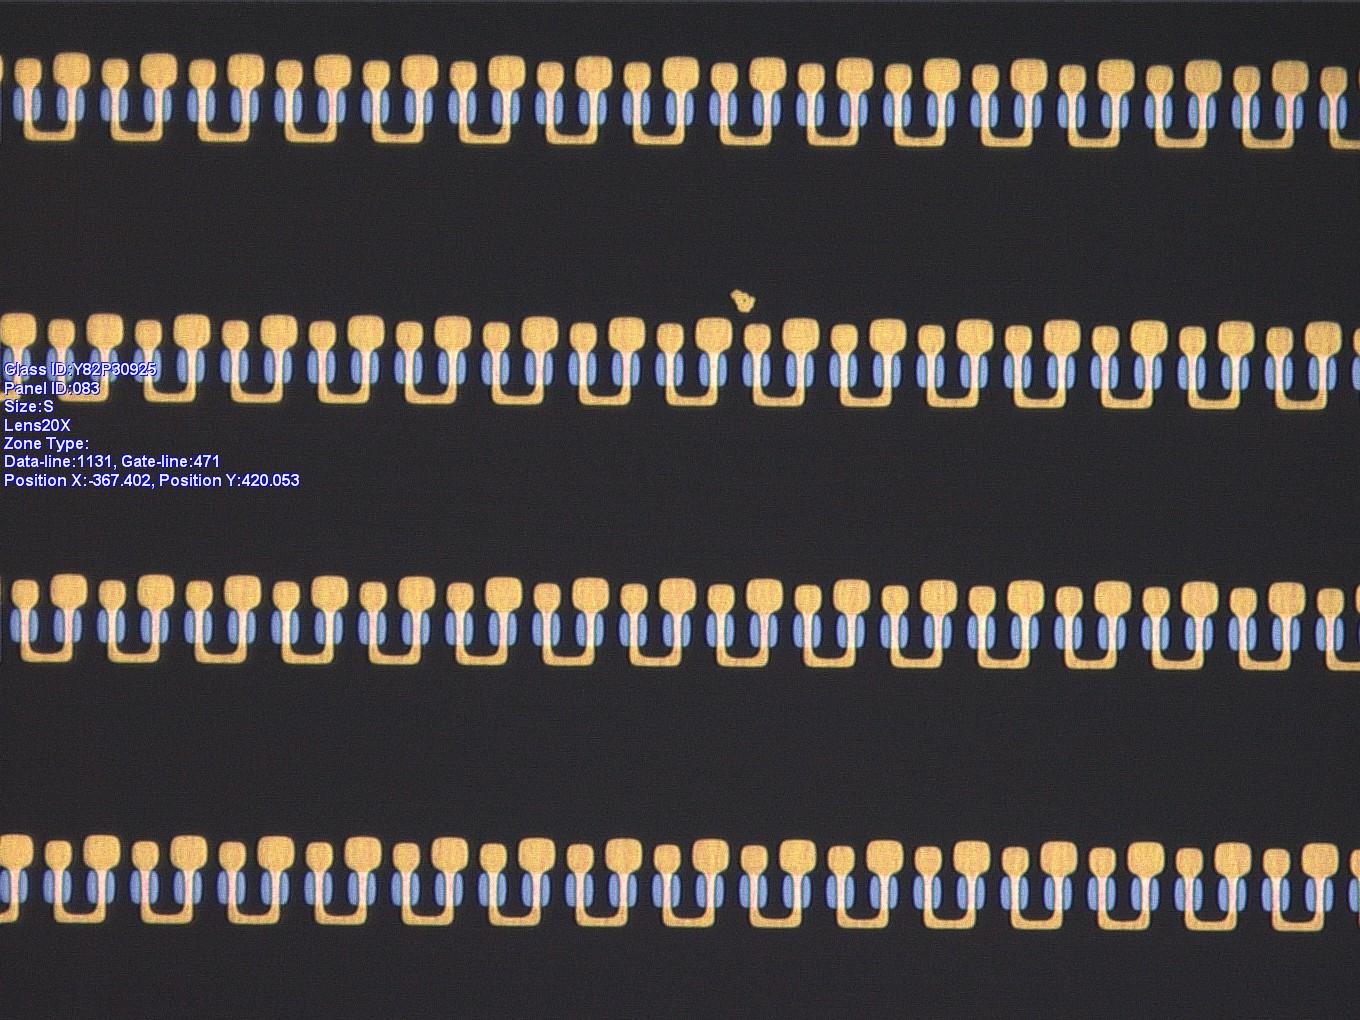 Glass ID:Y82P30925
Panel ID:083
Size:S
Lens20X
Zone Type:
Data-line:1131, Gate-line:471
Position X:-367.402, Position Y:420.053